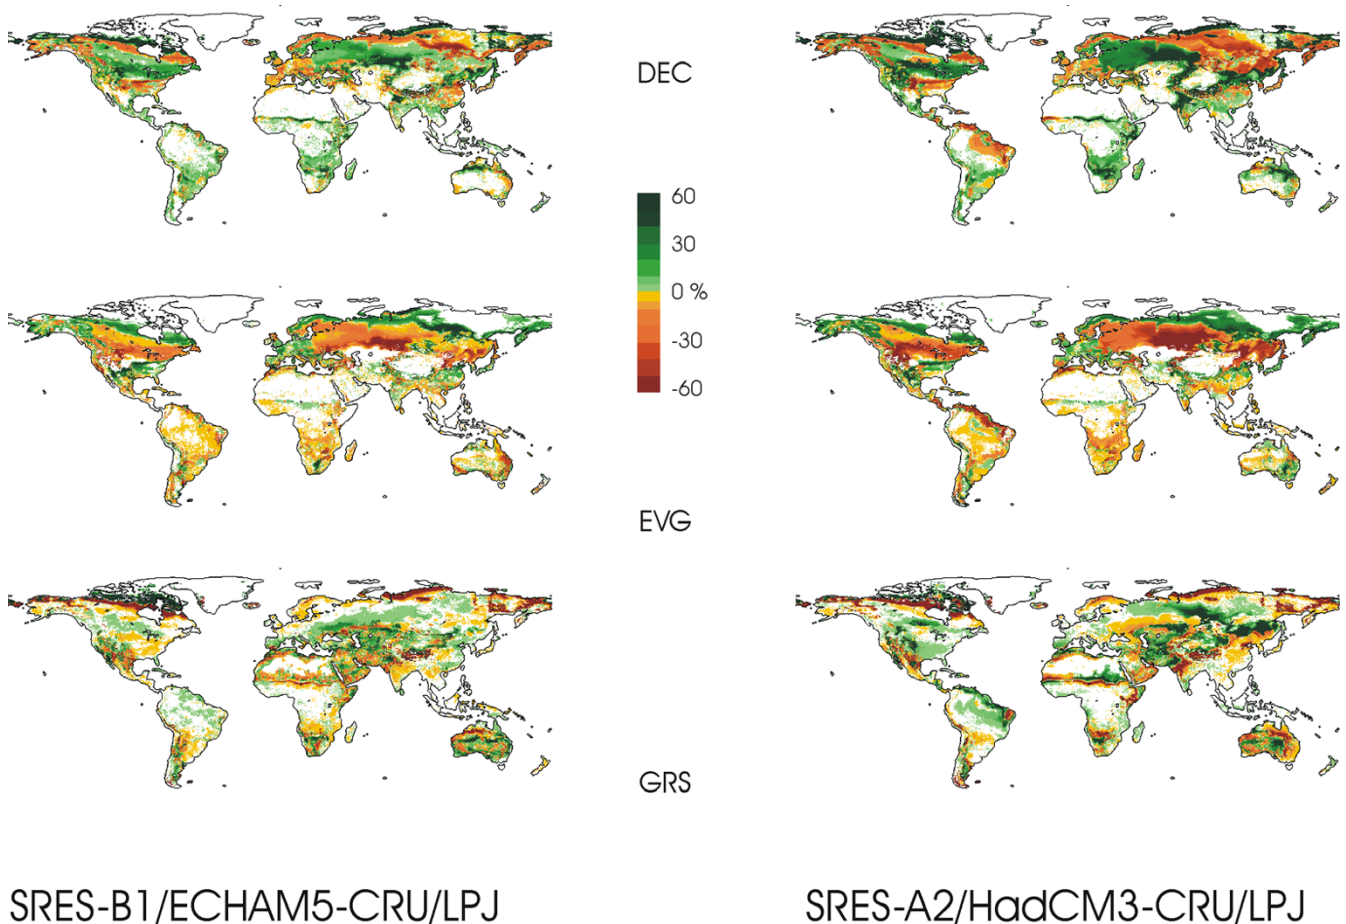 DEC
60
30
0 %
-30
-60
EVG
GRS
SRES-B1/ECHAM5-CRU/LPJ
SRES-A2/HadCM3-CRU/LPJ